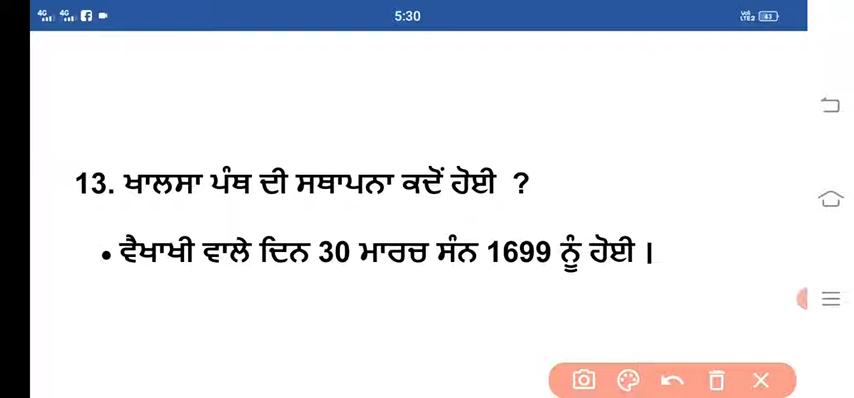 5:30
13. ਖਾਲਸਾ ਪੰਥ ਦੀ ਸਥਾਪਨਾ ਕਦੋਂ ਹੋਈ ?
• ਵੈਖਾਖੀ ਵਾਲੇ ਦਿਨ 30 ਮਾਰਚ ਸੰਨ 1699 ਨੂੰ ਹੋਈ ।